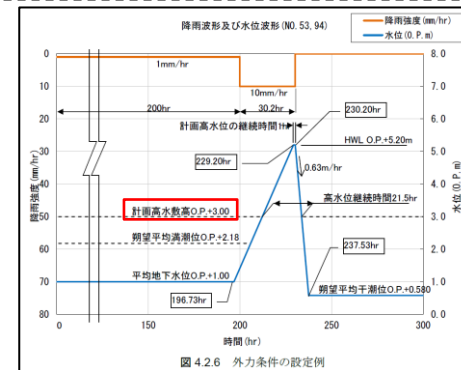 降雨波形及び水位波形(NO.53,94)
降雨強度(mm/hr)
水位(O.P.m)
0
10
20
30
40
50
60
70
80
降雨強度(mm/hr)
8.0
7.0
6.0
5.0
4.0
3.0
2.0
1.0
0.0
水位(O.P.m)
1mm/hr
10mm/hr
200hr
30.2hr
計画高水位の継続時間1hr
230.20hr
HWL O.P.+5.20m
229.20hr
0.63m/hr
計画高水敷高O.P.+3.00
高水位継続時間21.5hr
朔望平均満潮位O.P.+2.18
237.53hr
平均地下水位O.P.+1.00
朔望平均干潮位O.P.+0.580
196.73hr
0
150
200
250
300
時間(hr)
図 4.2.6 外力条件の設定例